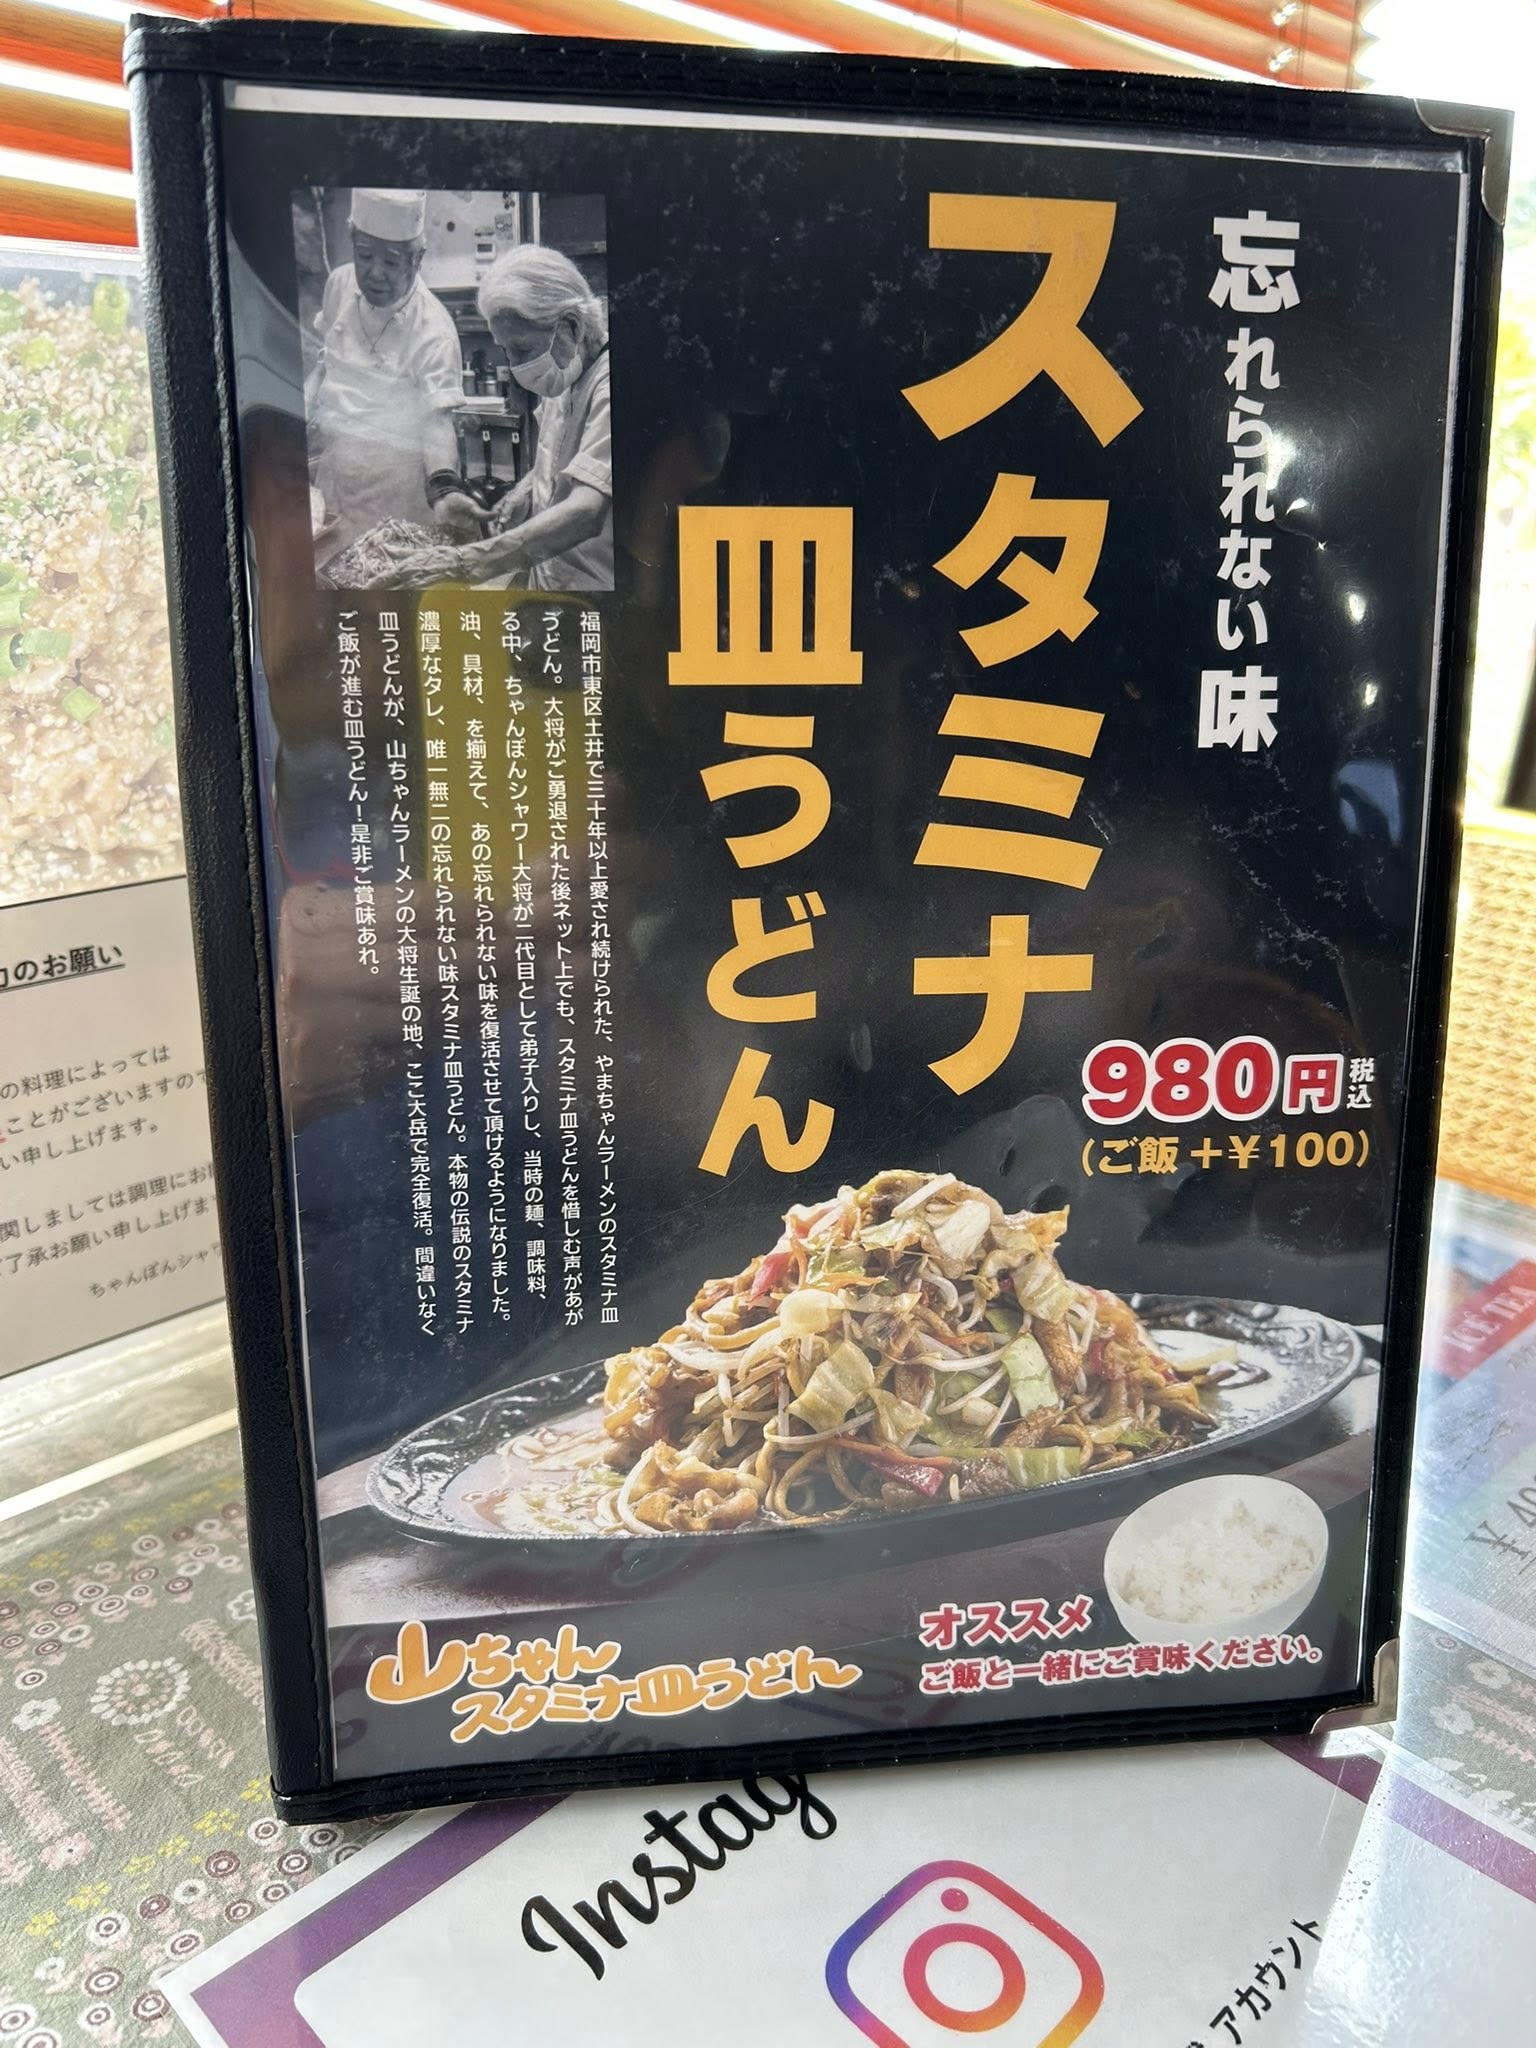 忘れられない味
スタミナ
皿うどん
980円
税込
(ご飯+¥100)
福岡市東区土井で三十年以上愛され続けられた、やまちゃんラーメンのスタミナ皿
うどん。大将がご勇退された後ネット上でも、スタミナ皿うどんを惜しむ声があが
る中、ちゃんぽんシャワー大将が二代目として弟子入りし、当時の麺、調味料、
油、具材、を揃えて、あの忘れられない味を復活させて頂けるようになりました。
濃厚なタレ、唯一無二の忘れられない味スタミナ皿うどん。本物の伝説のスタミナ
皿うどんが、山ちゃんラーメンの大将生誕の地、ここ大岳で完全復活。間違いなく
ご飯が進む皿うどん!是非ご賞味あれ。
山ちゃん
スタミナ皿うどん
オススメ
ご飯と一緒にご賞味ください。
のお願い
の料理によっては
ことがございますので
い申し上げます。
関しましては調理にお
了承お願い申し上げま
ちゃんぽんシャワ
ICE TEA
Instag
アカウント